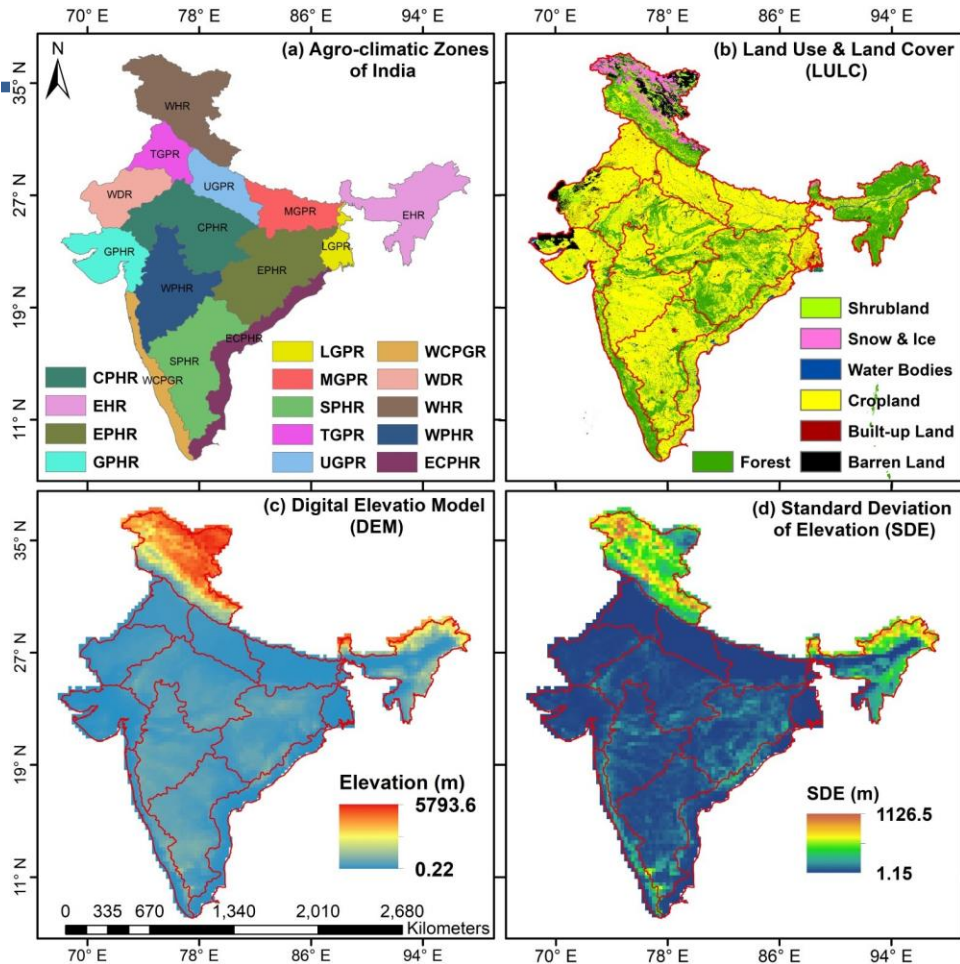 70° E 78° E 86° E 94° E 70° E 78° E 86° E 94° E
N
(a) Agro-climatic Zones
of India
35° N
27° N
19° N
11° N
WHR
TGPR
WDR
UGPR
MGPR
EHR
CPHR
LGPR
GPHR
EPHR
WPHR
ECPHR
SPHR
WCPGR
CPHR
EHR
EPHR
GPHR
LGPR
MGPR
SPHR
TGPR
UGPR
WCPGR
WDR
WHR
WPHR
ECPHR
(b) Land Use & Land Cover
(LULC)
Shrubland
Snow & Ice
Water Bodies
Cropland
Built-up Land
Forest
Barren Land
(c) Digital Elevatio Model
(DEM)
35° N
27° N
19° N
11° N
Elevation (m)
5793.6
0.22
0 335 670 1,340 2,010 2,680
Kilometers
(d) Standard Deviation
of Elevation (SDE)
SDE (m)
1126.5
1.15
70° E 78° E 86° E 94° E 70° E 78° E 86° E 94° E